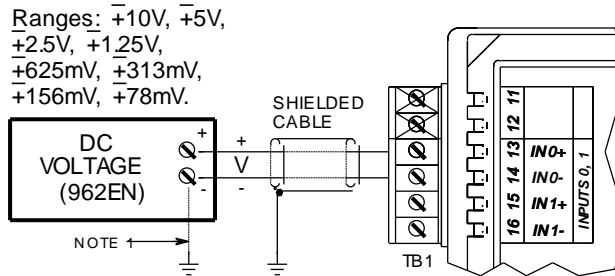 Ranges: ±10V, ±5V,
±2.5V, ±1.25V,
±625mV, ±313mV,
±156mV, ±78mV.
SHIELDED
CABLE
DC
VOLTAGE
(962EN)
+
-
+
V
-
NOTE 1
TB1
11
12
13 IN0+
14 IN0-
15 IN1+
16 IN1-
INPUTS 0, 1